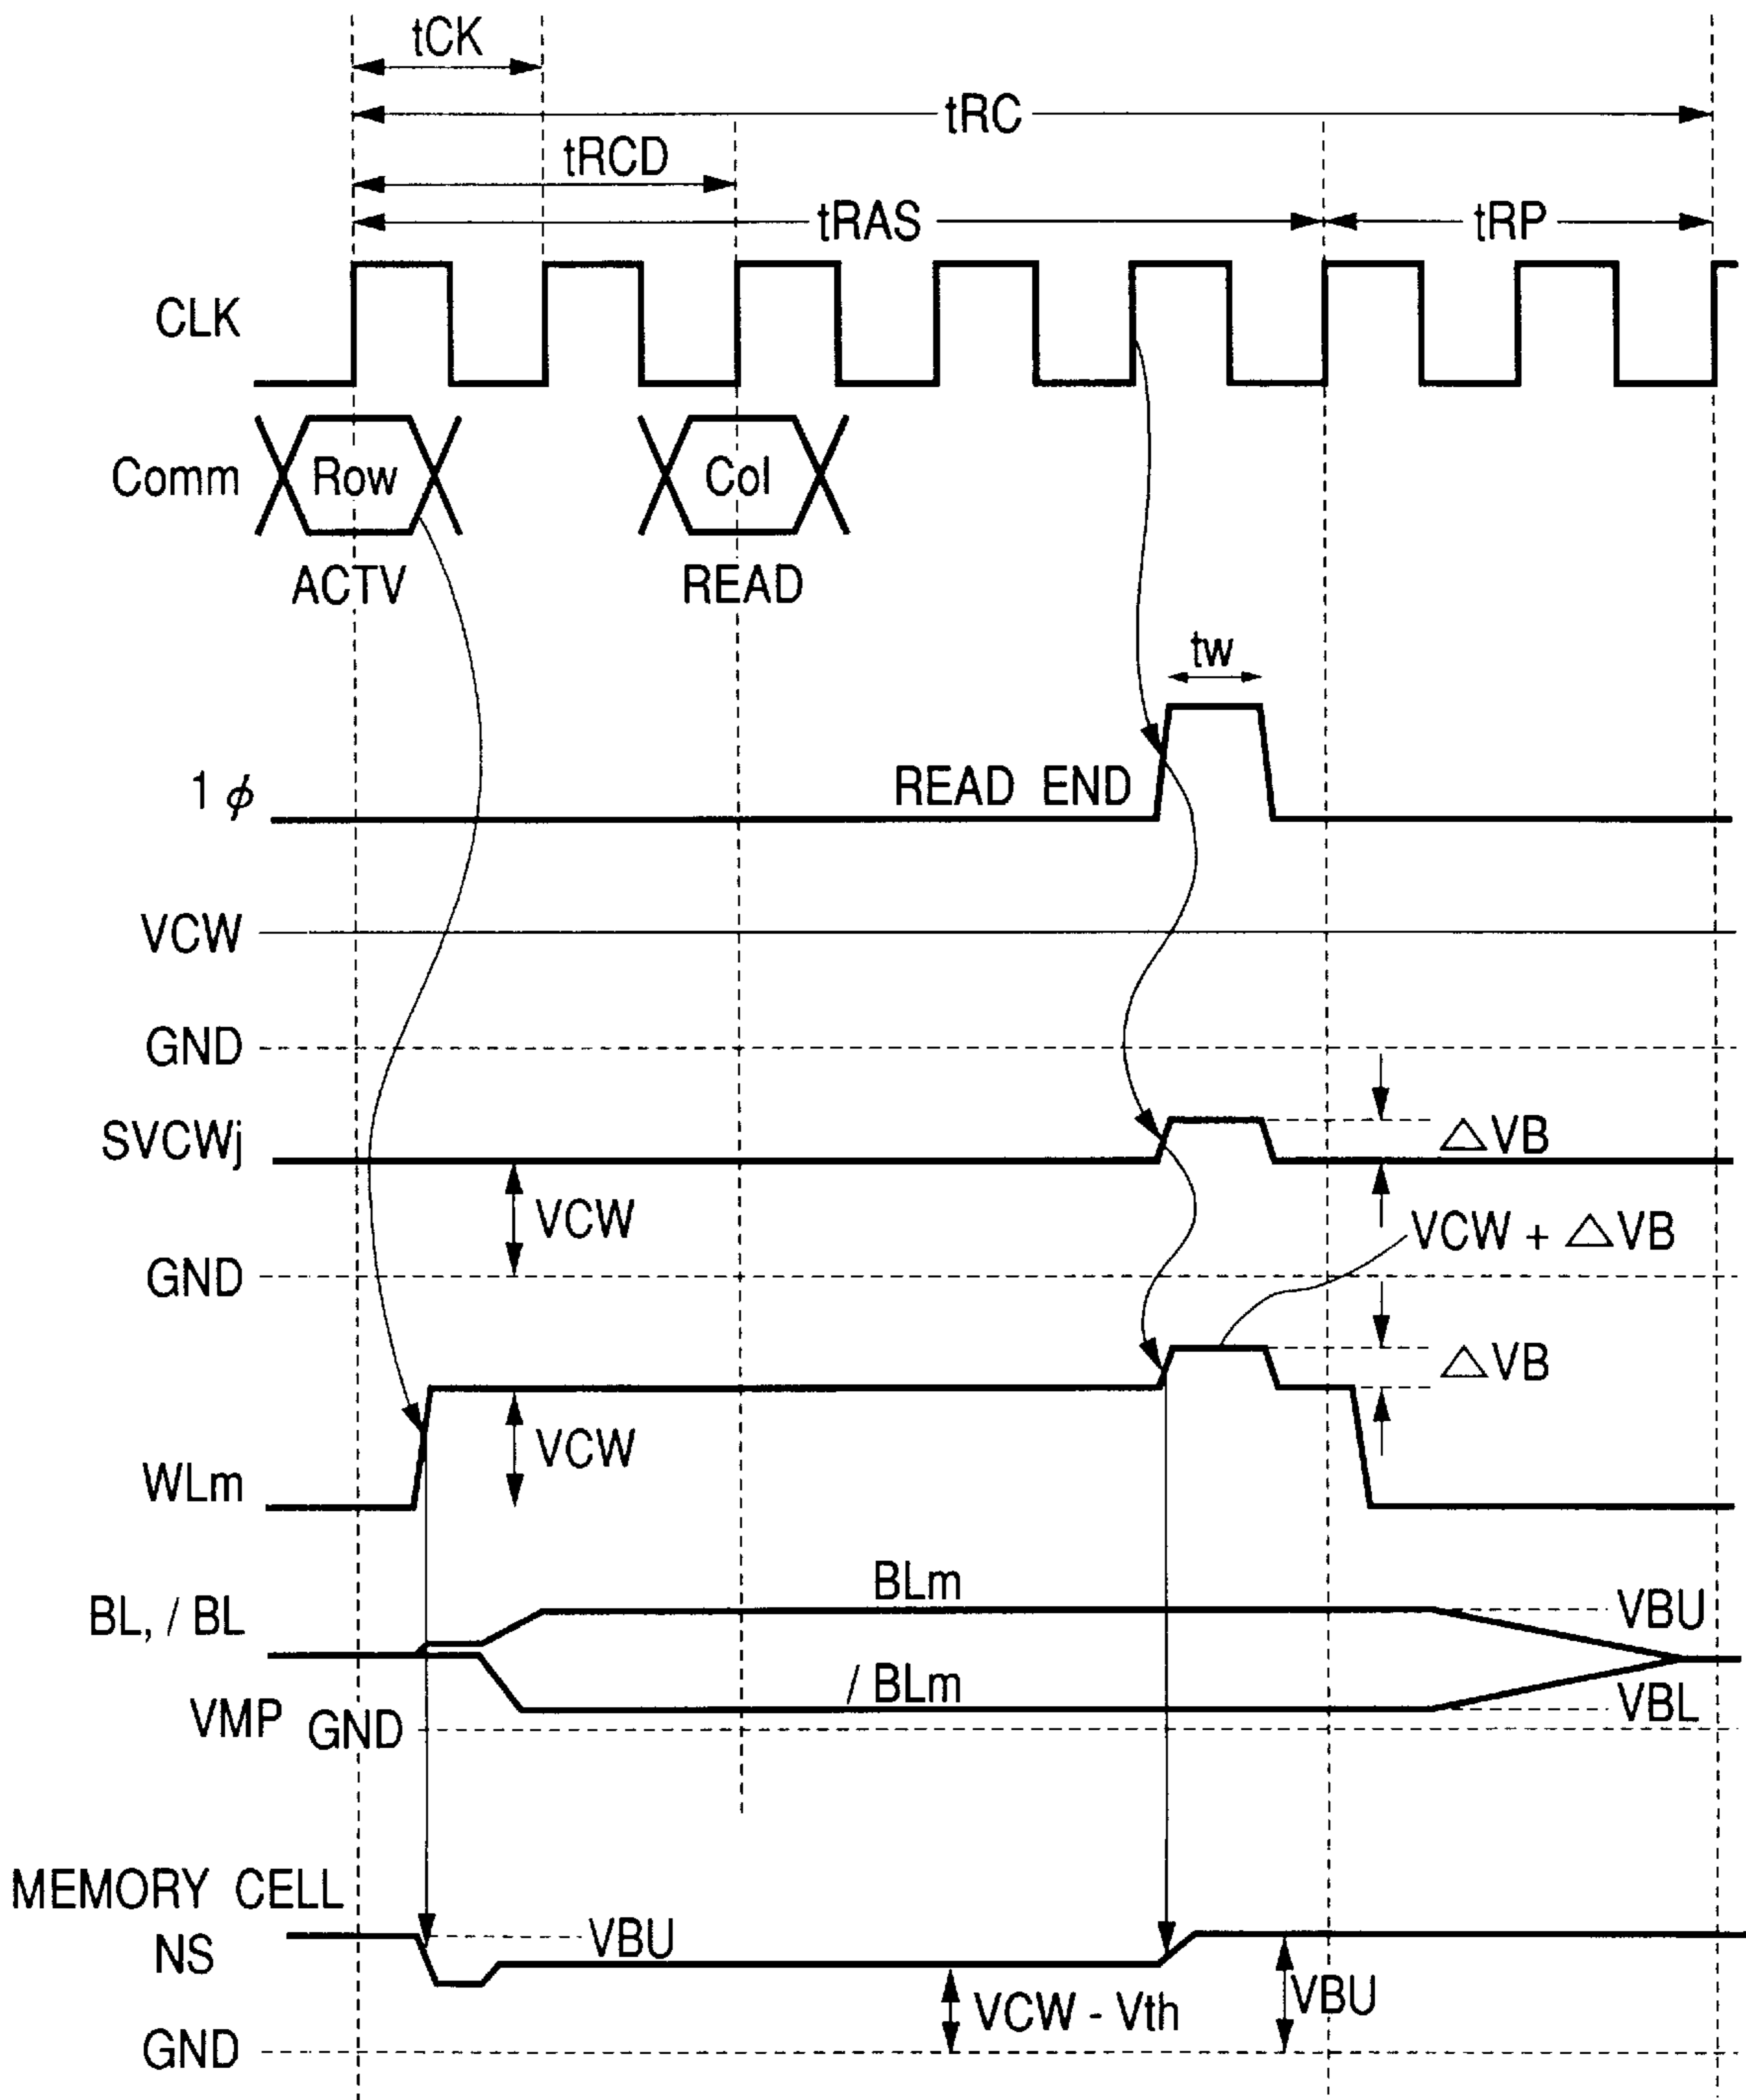 tCK
tRC
tRCD
tRAS
tRP
CLK
Comm
Row
Col
ACTV
READ
tw
1 ϕ
READ END
VCW
GND
SVCWj
△VB
VCW
VCW + △VB
GND
△VB
VCW
WLm
BLm
BL, / BL
VBU
/ BLm
VMP
GND
VBL
MEMORY CELL
NS
VBU
VCW - Vth
VBU
GND